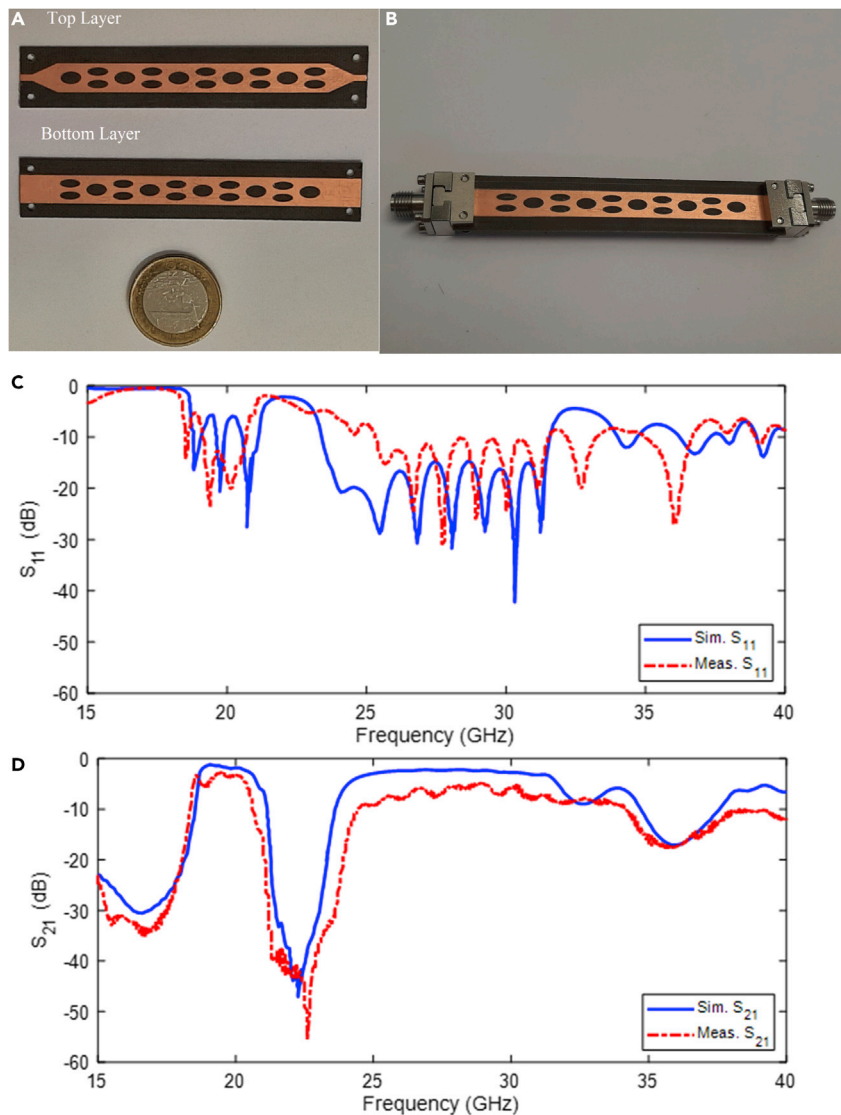 A
Top Layer
Bottom Layer
B
C
0
-10
-20
-30
-40
-50
-60
S11 (dB)
Sim. S11
Meas. S11
15 20 25 30 35 40
Frequency (GHz)
D
0
-10
-20
-30
-40
-50
-60
S21 (dB)
Sim. S21
Meas. S21
15 20 25 30 35 40
Frequency (GHz)